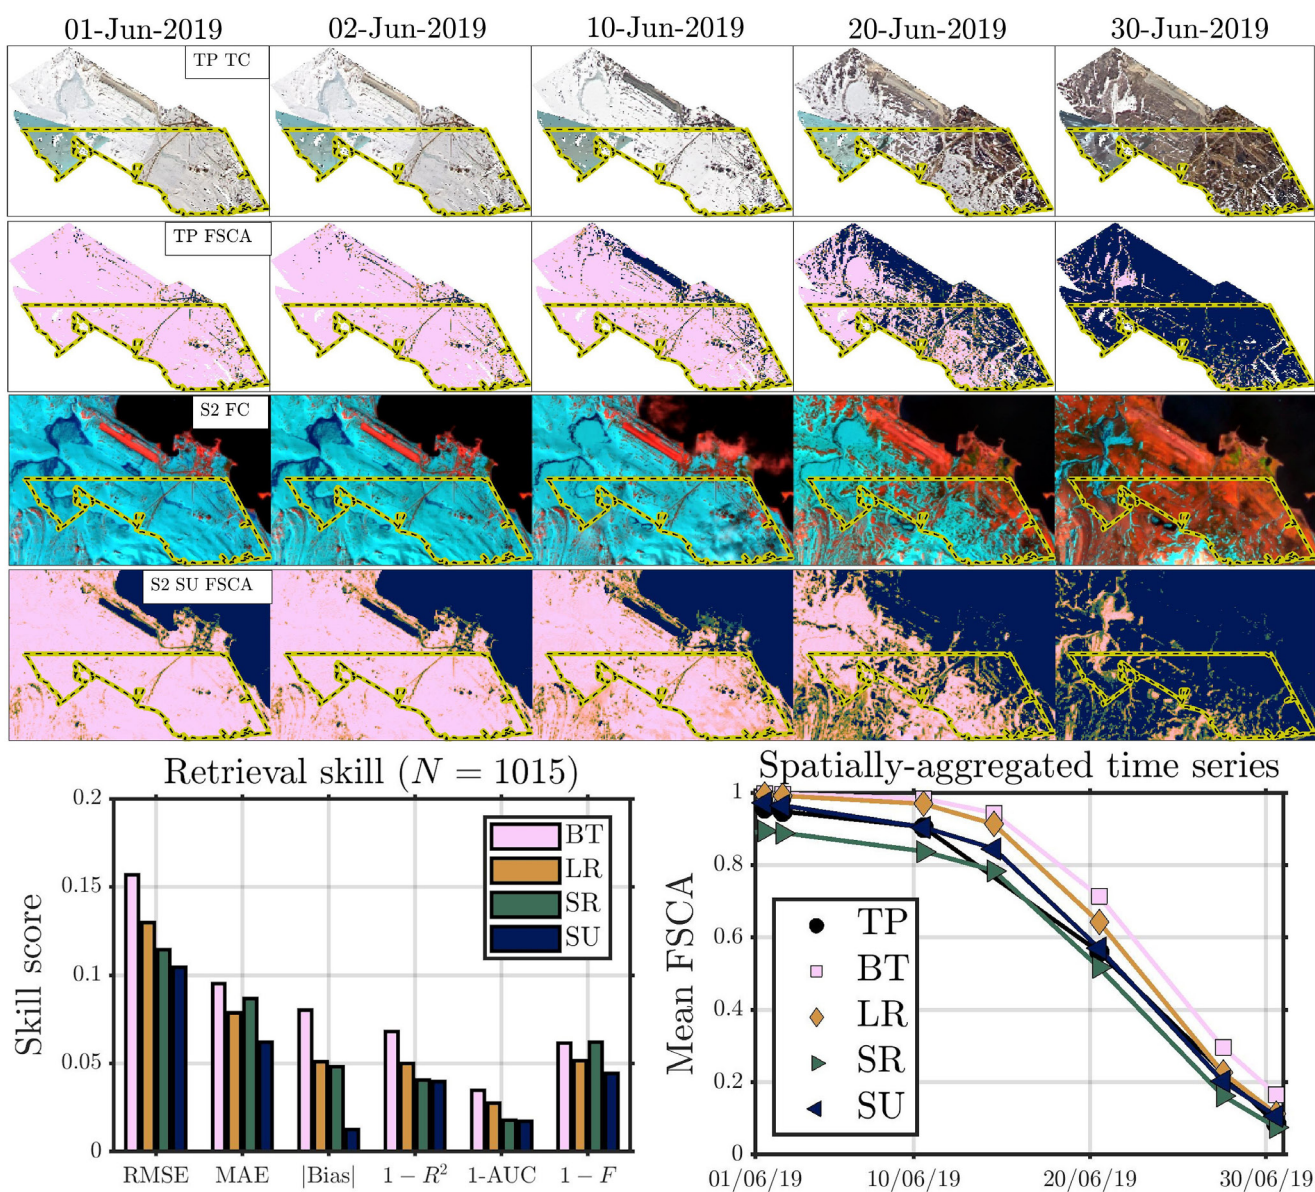 01-Jun-2019 02-Jun-2019 10-Jun-2019 20-Jun-2019 30-Jun-2019
TP TC
TP FSCA
S2 FC
S2 SU FSCA
Retrieval skill (N = 1015)
Skill score
0.2
0.15
0.1
0.05
0
BT
LR
SR
SU
RMSE MAE |Bias| 1 − R² 1-AUC 1 − F
Spatially-aggregated time series
Mean FSCA
1
0.8
0.6
0.4
0.2
0
TP
BT
LR
SR
SU
01/06/19 10/06/19 20/06/19 30/06/19